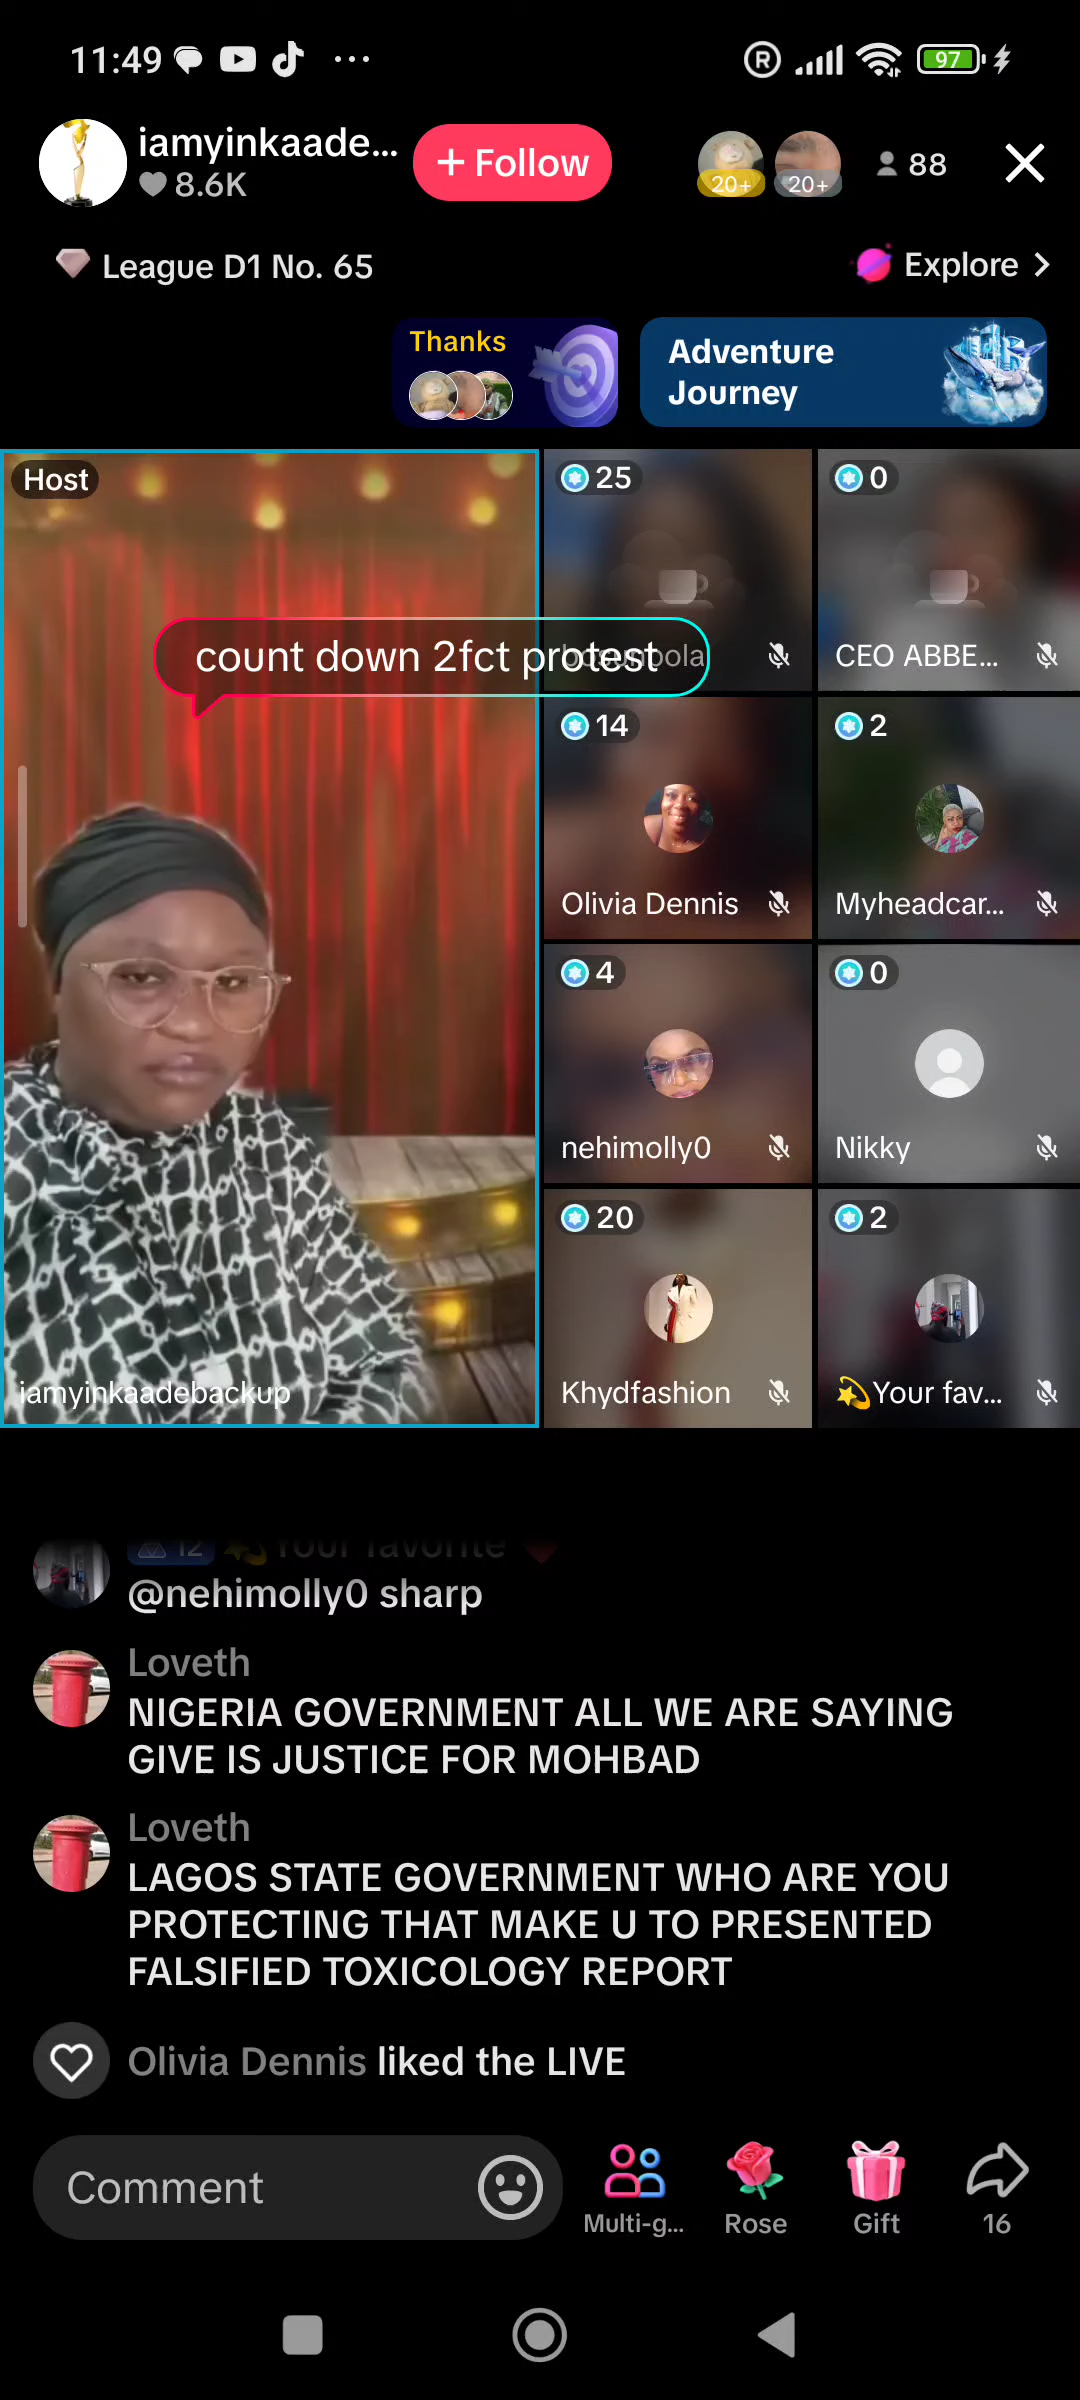 11:49
R
97
iamyinkaade...
8.6K
+ Follow
20+
20+
88
League D1 No. 65
Explore
Thanks
Adventure
Journey
Host
25
0
count down 2fct protest
CEO ABBE...
14
2
Olivia Dennis
Myheadcar...
4
0
nehimolly0
Nikky
20
2
iamyinkaadebackup
Khydfashion
Your fav...
12 Your favorite
@nehimolly0 sharp
Loveth
NIGERIA GOVERNMENT ALL WE ARE SAYING
GIVE IS JUSTICE FOR MOHBAD
Loveth
LAGOS STATE GOVERNMENT WHO ARE YOU
PROTECTING THAT MAKE U TO PRESENTED
FALSIFIED TOXICOLOGY REPORT
Olivia Dennis liked the LIVE
Comment
Multi-g...
Rose
Gift
16